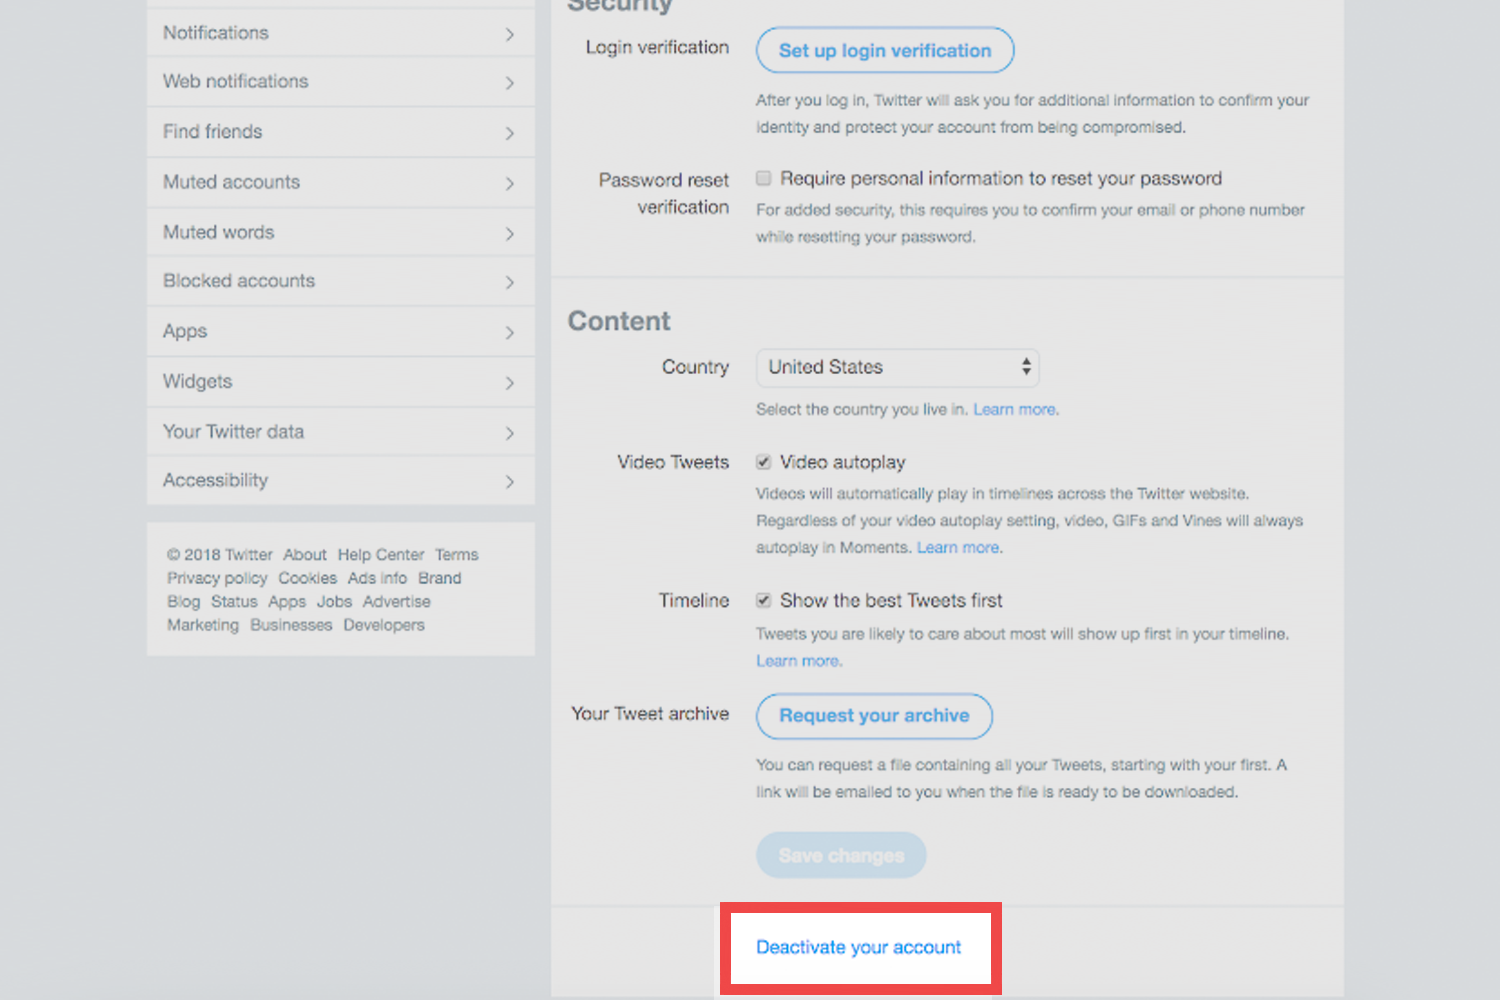 Notifications
Web notifications
Find friends
Muted accounts
Muted words
Blocked accounts
Apps
Widgets
Your Twitter data
Accessibility
© 2018 Twitter About Help Center Terms
Privacy policy Cookies Ads info Brand
Blog Status Apps Jobs Advertise
Marketing Businesses Developers
Security
Login verification
Set up login verification
After you log in, Twitter will ask you for additional information to confirm your
identity and protect your account from being compromised.
Password reset
verification
Require personal information to reset your password
For added security, this requires you to confirm your email or phone number
while resetting your password.
Content
Country
United States
Select the country you live in. Learn more.
Video Tweets
Video autoplay
Videos will automatically play in timelines across the Twitter website.
Regardless of your video autoplay setting, video, GIFs and Vines will always
autoplay in Moments. Learn more.
Timeline
Show the best Tweets first
Tweets you are likely to care about most will show up first in your timeline.
Learn more.
Your Tweet archive
Request your archive
You can request a file containing all your Tweets, starting with your first. A
link will be emailed to you when the file is ready to be downloaded.
Save changes
Deactivate your account